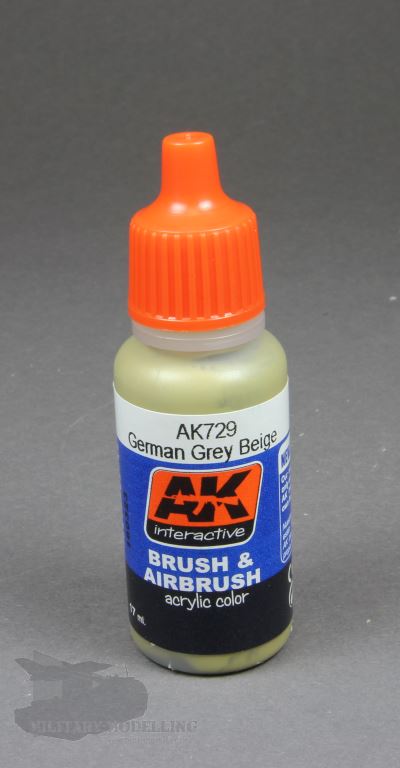 AK729
German Grey Beige
AK
interactive
BRUSH &
AIRBRUSH
acrylic color
17 ml.
MILITARY-MODELLING